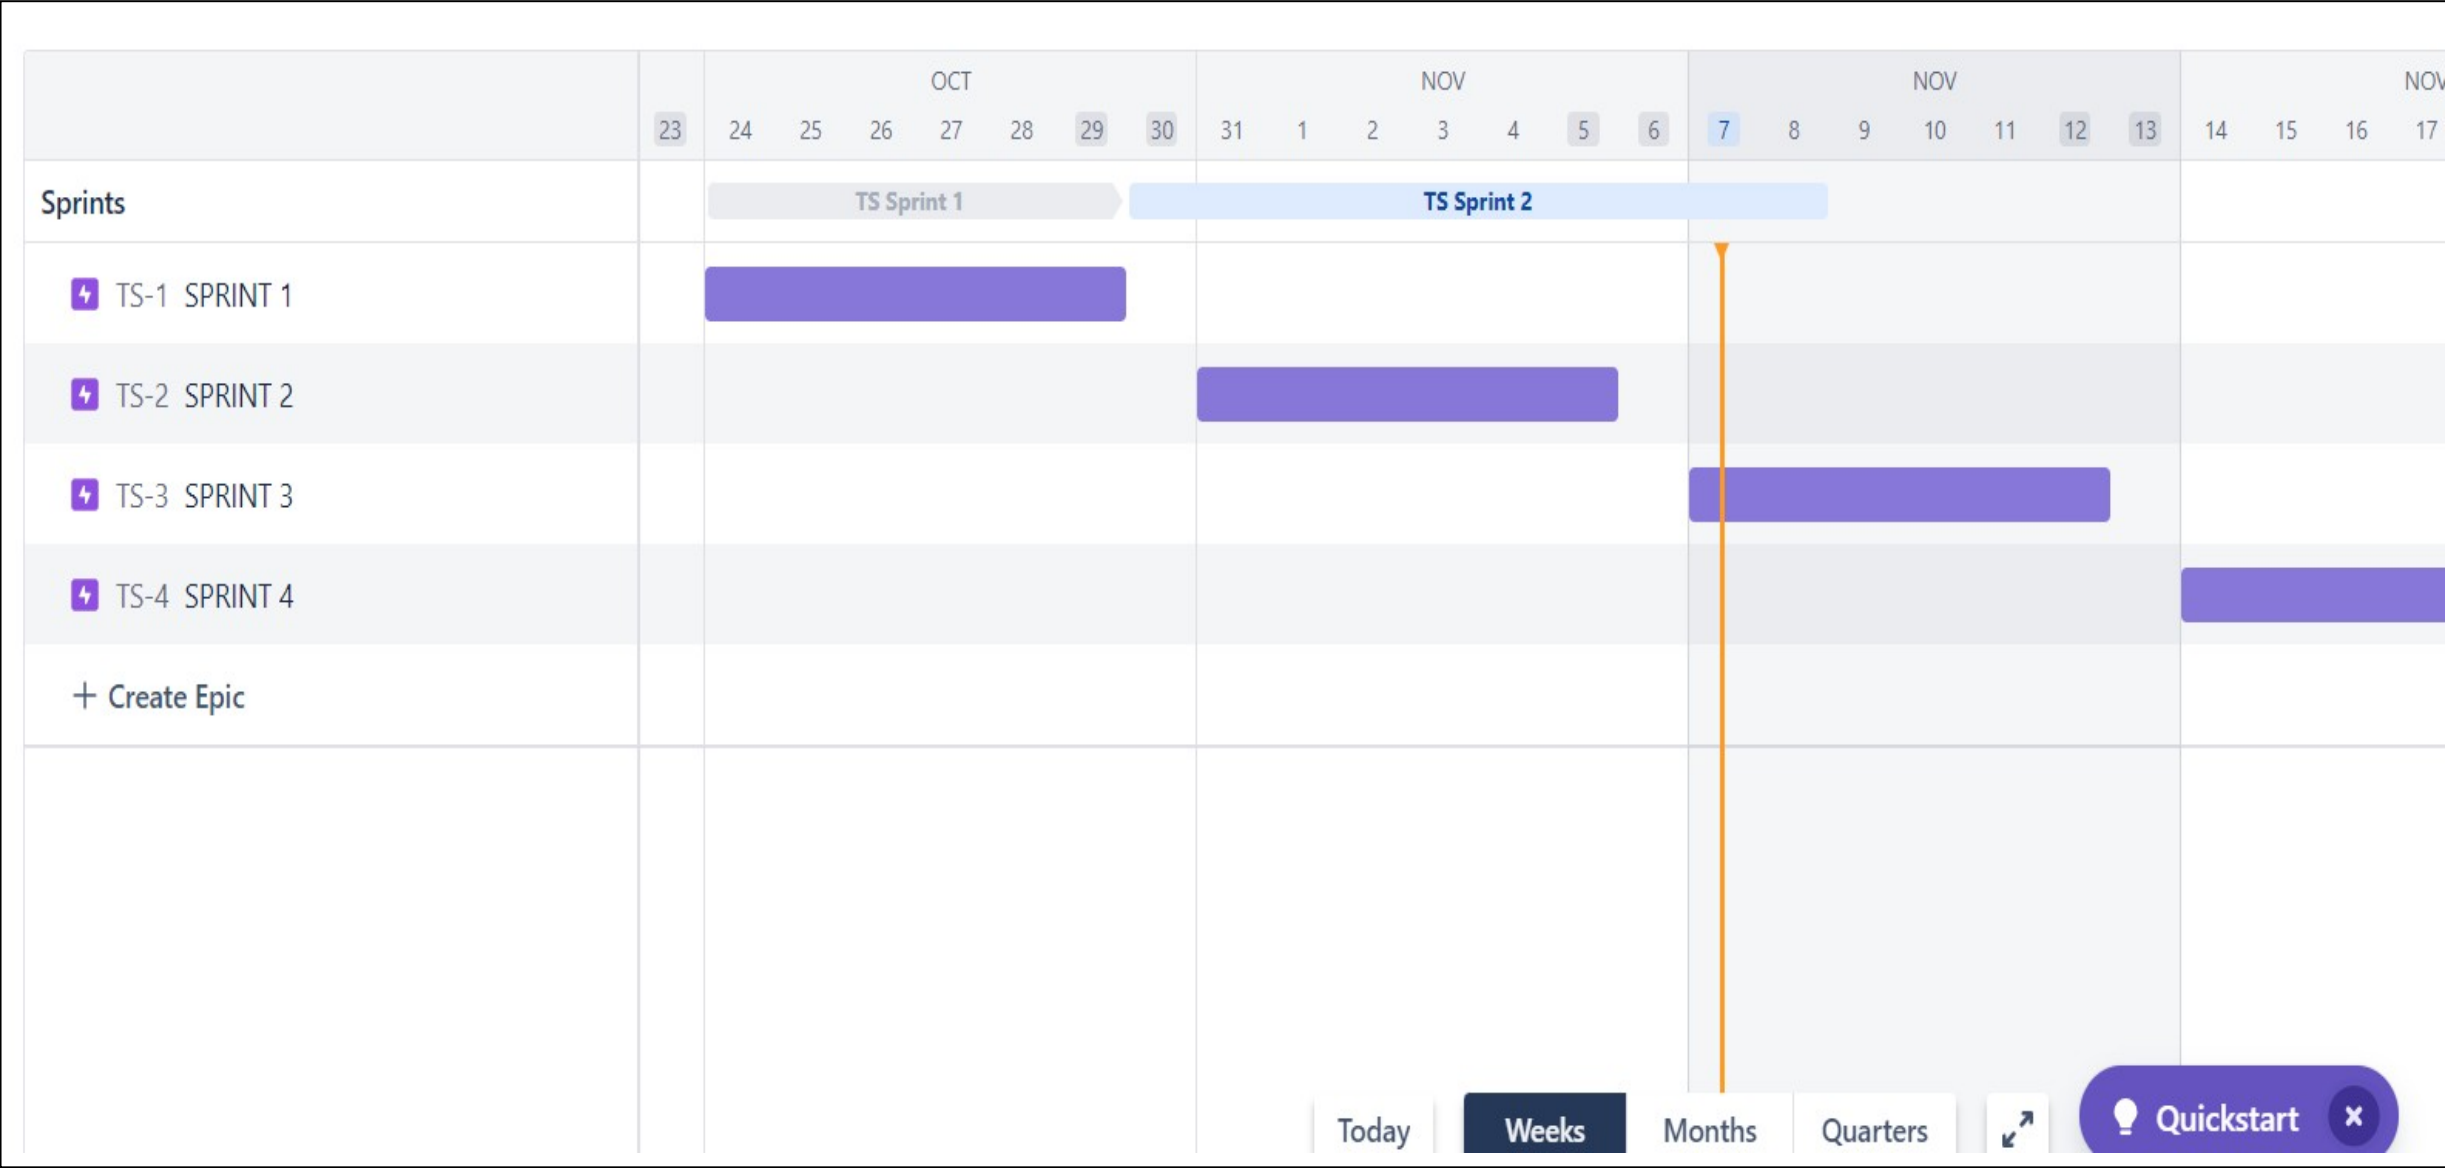 OCT NOV NOV NOV
23 24 25 26 27 28 29 30 31 1 2 3 4 5 6 7 8 9 10 11 12 13 14 15 16 17
Sprints TS Sprint 1 TS Sprint 2
TS-1 SPRINT 1
TS-2 SPRINT 2
TS-3 SPRINT 3
TS-4 SPRINT 4
+ Create Epic
Today Weeks Months Quarters Quickstart